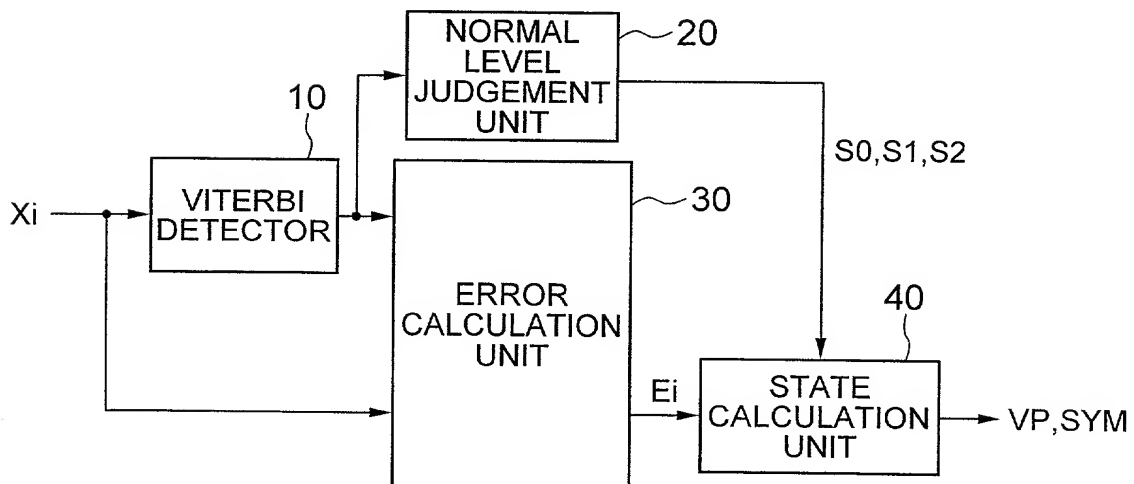 NORMAL
LEVEL
JUDGEMENT
UNIT
20
10
S0,S1,S2
Xi
VITERBI
DETECTOR
30
ERROR
CALCULATION
UNIT
40
Ei
STATE
CALCULATION
UNIT
VP,SYM